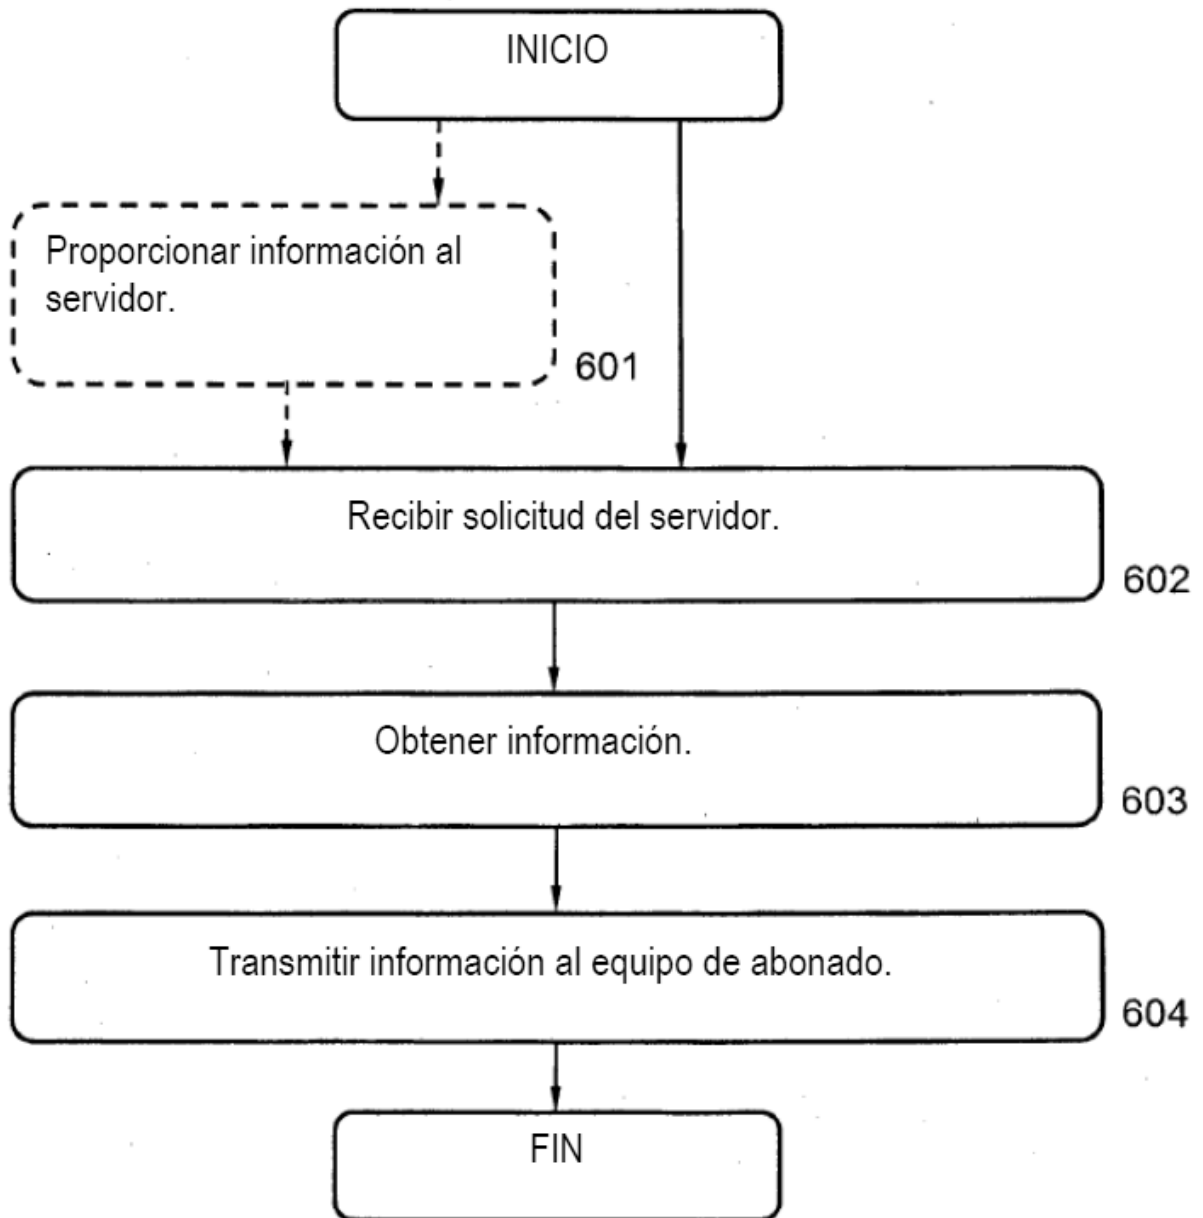 INICIO
Proporcionar información al
servidor.
601
Recibir solicitud del servidor.
602
Obtener información.
603
Transmitir información al equipo de abonado.
604
FIN